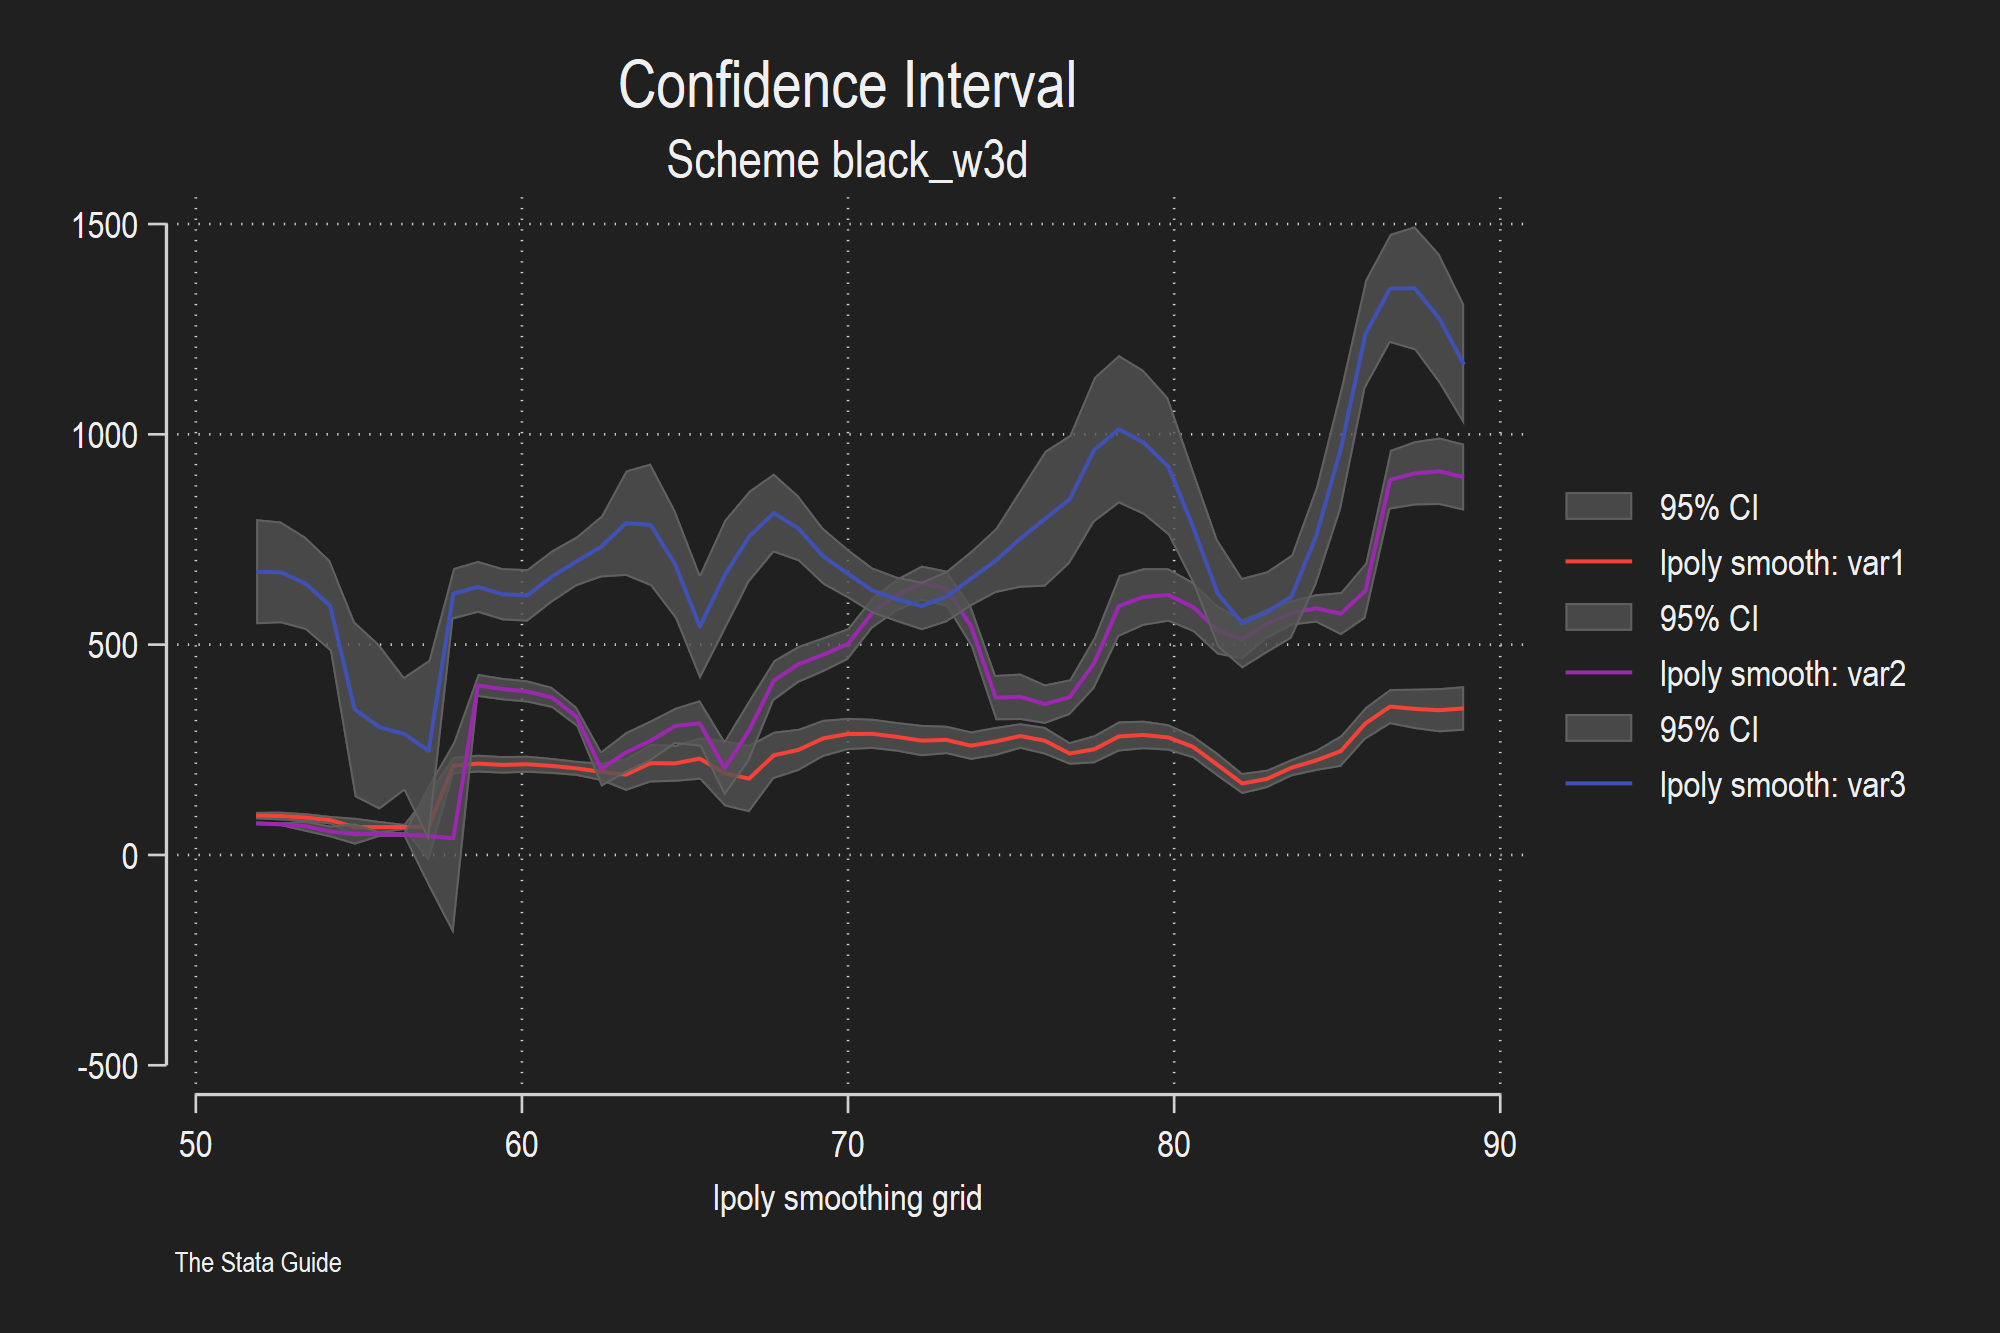 Confidence Interval
Scheme black_w3d
1500
1000
500
0
-500
50 60 70 80 90
lpoly smoothing grid
95% CI
lpoly smooth: var1
95% CI
lpoly smooth: var2
95% CI
lpoly smooth: var3
The Stata Guide